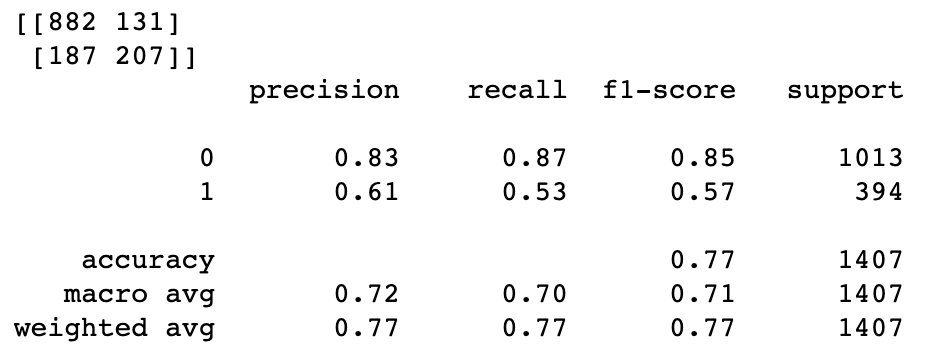 [[882 131]
[187 207]]
precision recall f1-score support
0 0.83 0.87 0.85 1013
1 0.61 0.53 0.57 394
accuracy 0.77 1407
macro avg 0.72 0.70 0.71 1407
weighted avg 0.77 0.77 0.77 1407